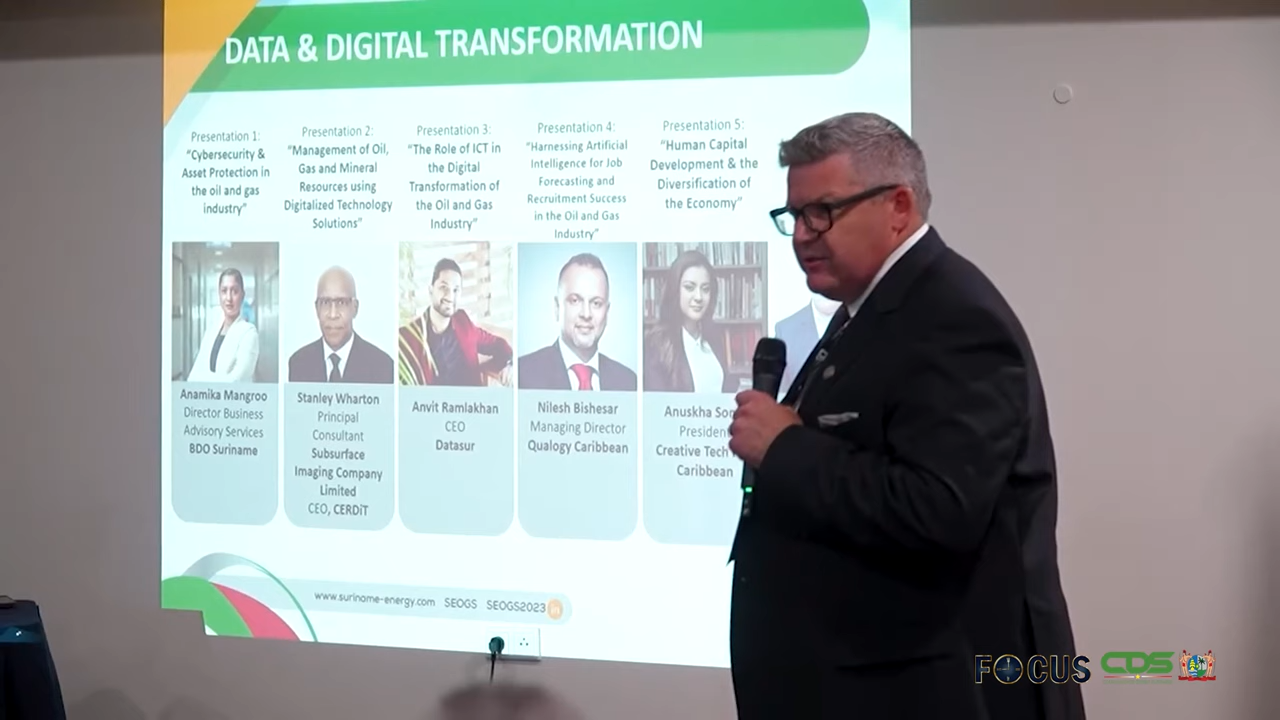 DATA & DIGITAL TRANSFORMATION
Presentation 1:
"Cybersecurity &
Asset Protection in
the oil and gas
industry"
Anamika Mangroo
Director Business
Advisory Services
BDO Suriname
Presentation 2:
"Management of Oil,
Gas and Mineral
Resources using
Digitalized Technology
Solutions"
Stanley Wharton
Principal
Consultant
Subsurface
Imaging Company
Limited
CEO, CERDiT
Presentation 3:
"The Role of ICT in
the Digital
Transformation of
the Oil and Gas
Industry"
Anvit Ramlakhan
CEO
Datasur
Presentation 4:
"Harnessing Artificial
Intelligence for Job
Forecasting and
Recruitment Success
in the Oil and Gas
Industry"
Nilesh Bishesar
Managing Director
Qualogy Caribbean
Presentation 5:
"Human Capital
Development & the
Diversification of
the Economy"
Anuskha
President
Creative Tech
Caribbean
www.suriname-energy.com SEOGS SEOGS2023 in
FOCUS CDS